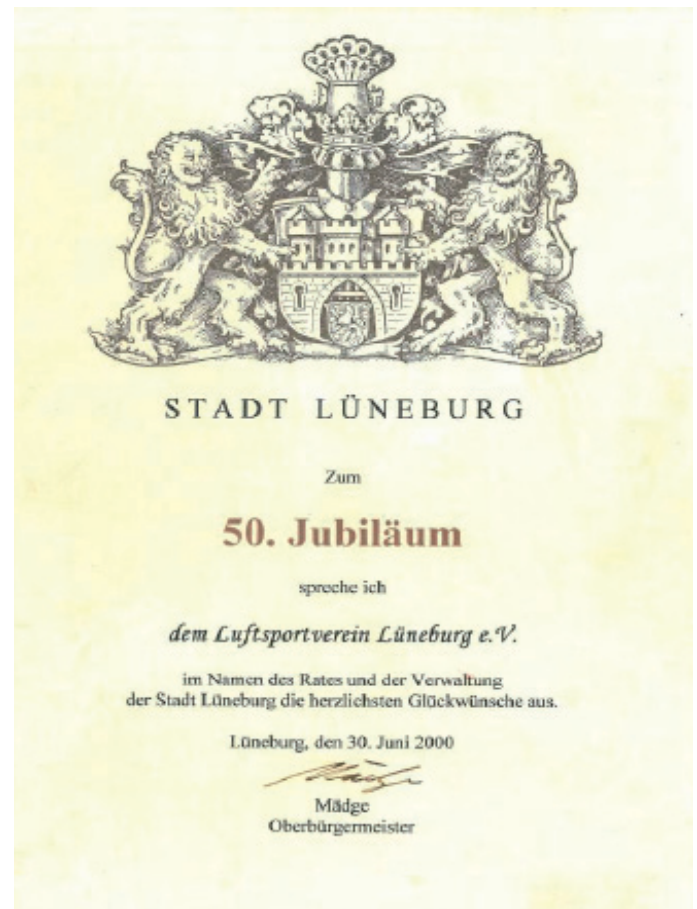 STADT LÜNEBURG
Zum
50. Jubiläum
spreche ich
dem Luftsportverein Lüneburg e.V.
im Namen des Rates und der Verwaltung
der Stadt Lüneburg die herzlichsten Glückwünsche aus.
Lüneburg, den 30. Juni 2000
Mädge
Mädge
Oberbürgermeister